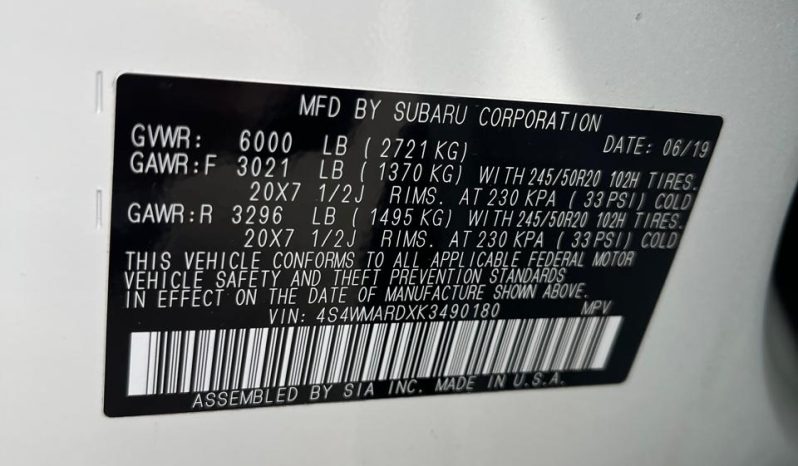 MFD BY SUBARU CORPORATION
GVWR: 6000 LB ( 2721 KG) DATE: 06/19
GAWR:F 3021 LB ( 1370 KG) WITH 245/50R20 102H TIRES.
20X7 1/2J RIMS. AT 230 KPA ( 33 PSI) COLD
GAWR:R 3296 LB ( 1495 KG) WITH 245/50R20 102H TIRES.
20X7 1/2J RIMS. AT 230 KPA ( 33 PSI) COLD
THIS VEHICLE CONFORMS TO ALL APPLICABLE FEDERAL MOTOR
VEHICLE SAFETY AND THEFT PREVENTION STANDARDS
IN EFFECT ON THE DATE OF MANUFACTURE SHOWN ABOVE.
VIN: 4S4WMARDXK3490180 MPV
ASSEMBLED BY SIA INC. MADE IN U.S.A.